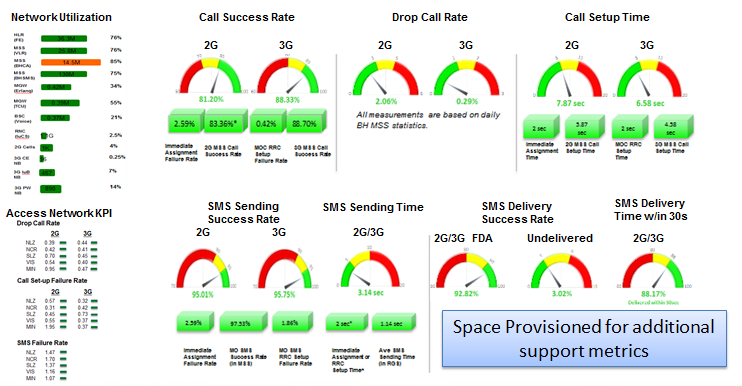 Network Utilization
HLR (FE) 76%
MSS (VLR) 76%
MSS (BHCA) 14.5M 85%
MSS (BHSMS) 75%
MGW (Erlang) 34%
MGW (TCU) 55%
BSC (Voice) 21%
RNC (IuCS) 2.5%
2G Cells 4%
3G CE NB 0.25%
3G IuB NB 7%
3G PW NB 14%
Access Network KPI
Drop Call Rate
2G 3G
NLZ 0.39 0.44
NCR 0.42 0.41
SLZ 0.70 0.45
VIS 0.54 0.40
MIN 0.95 0.47
Call Set-up Failure Rate
2G 3G
NLZ 0.57 0.32
NCR 0.31 0.42
SLZ 0.45 0.73
VIS 0.55 0.37
MIN 1.95 0.37
SMS Failure Rate
NLZ 1.47
NCR 1.70
SLZ 1.37
VIS 1.16
MIN 1.07
Call Success Rate
2G 3G
81.20% 88.33%
2.59% 83.36%* 0.42% 88.70%
Immediate Assignment Failure Rate
2G MSS Call Success Rate
MOC RRC Setup Failure Rate
3G MSS Call Success Rate
Drop Call Rate
2G 3G
2.06% 0.29%
All measurements are based on daily
BH MSS statistics.
Call Setup Time
2G 3G
7.87 sec 6.58 sec
2 sec 5.87 sec 2 sec 4.58 sec
Immediate Assignment Time
2G MSS Call Setup Time
MOC RRC Setup Time
3G MSS Call Setup Time
SMS Sending
Success Rate
2G 3G
95.01% 95.75%
2.59% 97.53% 1.86%
Immediate Assignment Failure Rate
MO SMS Success Rate (in MSS)
MO SMS RRC Setup Failure Rate
SMS Sending Time
2G/3G
3.14 sec
2 sec* 1.14 sec
Immediate Assignment or RRC Setup Time*
Ave SMS Sending Time (in RGS)
SMS Delivery
Success Rate
2G/3G FDA Undelivered
92.82% 3.02%
SMS Delivery
Time w/in 30s
2G/3G
88.17%
Space Provisioned for additional
support metrics